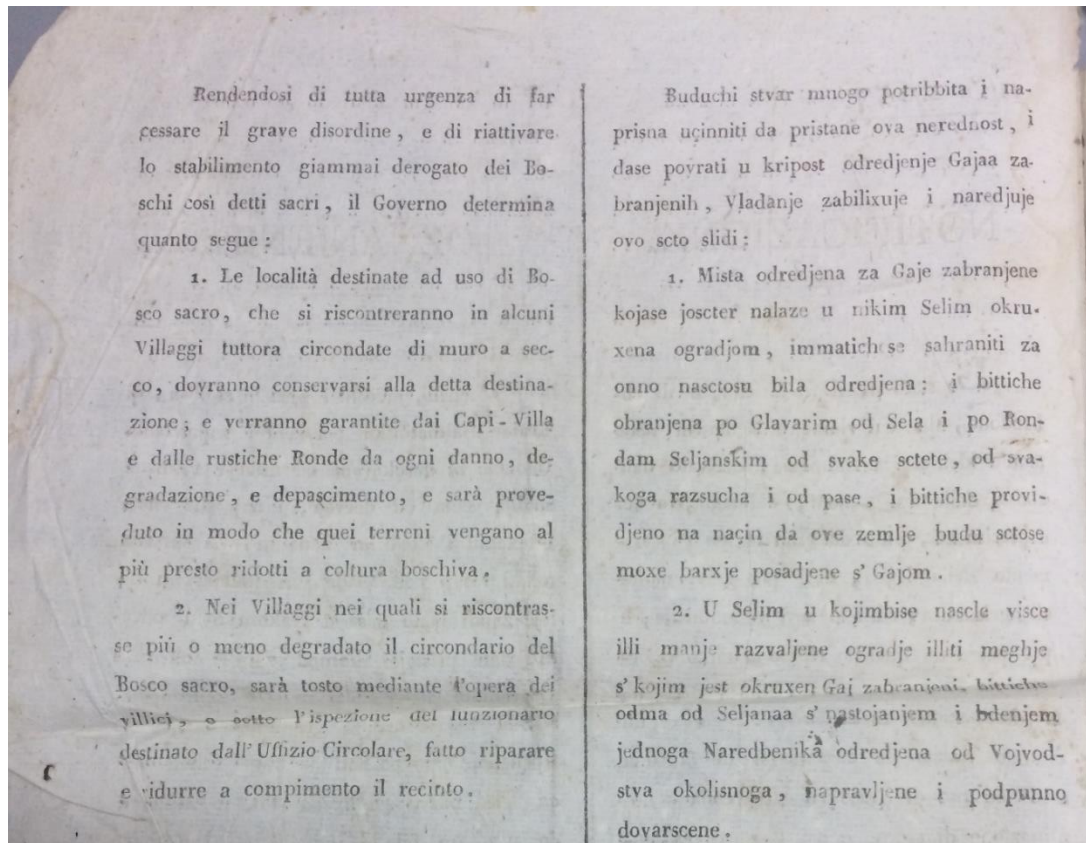 Rendendosi di tutta urgenza di far
cessare il grave disordine, e di riattivare
lo stabilimento giammai derogato dei Bo-
schi così detti sacri, il Governo determina
quanto segue:
1. Le località destinate ad uso di Bo-
sco sacro, che si riscontreranno in alcuni
Villaggi tuttora circondate di muro a sec-
co, dovranno conservarsi alla detta destina-
zione; e verranno garantite dai Capi-Villa
e dalle rustiche Ronde da ogni danno, de-
gradazione, e depascimento, e sarà prove-
duto in modo che quei terreni vengano al
più presto ridotti a coltura boschiva.
2. Nei Villaggi nei quali si riscontras-
se più o meno degradato il circondario del
Bosco sacro, sarà tosto mediante l'opera dei
villici, e sotto l'ispezione del funzionario
destinato dall' Uffizio Circolare, fatto riparare
e ridurre a compimento il recinto.
Buduchi stvar mnogo potribbita i na-
prisna ucinniti da pristane ova nerednost, i
dase povrati u kripost odredjenje Gajaa za-
branjenih, Vladanje zabilixuje i naredjuje
ovo scto slidi:
1. Mista odredjena za Gaje zabranjene
kojase joscter nalaze u nikim Selim okru-
xena ogradjom, immatich se sahraniti za
onno nasctosu bila odredjena: i bittiche
obranjena po Glavarim od Sela i po Ron-
dam Seljanskim od svake sctete, od sva-
koga razsucha i od pase, i bittiche provi-
djeno na naçin da ove zemlje budu sctose
moxe barxje posadjene s' Gajom.
2. U Selim u kojimbise nascle visce
illi manje razvaljene ogradje illiti meghje
s' kojim jest okruxen Gaj zabranjeni, bittiche
odma od Seljanaa s' nastojanjem i bdenjem
jednoga Naredbenika odredjena od Vojvod-
stva okolisnoga, napravljene i podpunno
dovarscene.